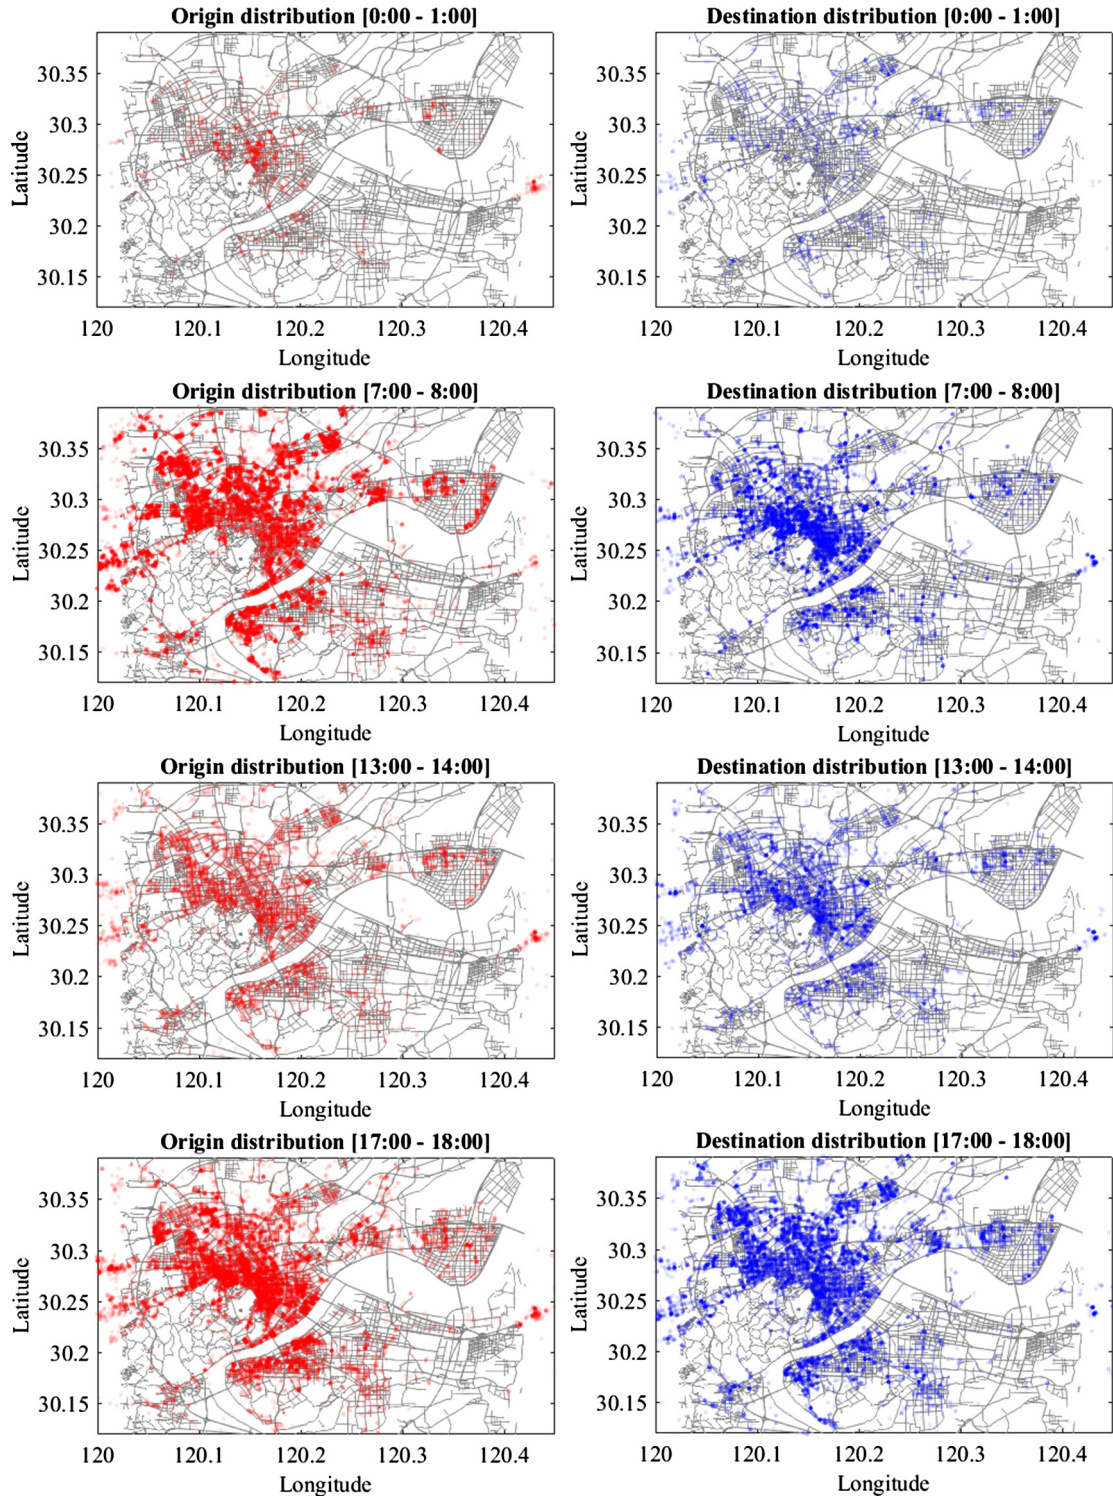 Origin distribution [0:00 - 1:00]
Destination distribution [0:00 - 1:00]
30.35
30.3
30.25
30.2
30.15
Latitude
120 120.1 120.2 120.3 120.4
Longitude
30.35
30.3
30.25
30.2
30.15
Latitude
120 120.1 120.2 120.3 120.4
Longitude
Origin distribution [7:00 - 8:00]
Destination distribution [7:00 - 8:00]
30.35
30.3
30.25
30.2
30.15
Latitude
120 120.1 120.2 120.3 120.4
Longitude
30.35
30.3
30.25
30.2
30.15
Latitude
120 120.1 120.2 120.3 120.4
Longitude
Origin distribution [13:00 - 14:00]
Destination distribution [13:00 - 14:00]
30.35
30.3
30.25
30.2
30.15
Latitude
120 120.1 120.2 120.3 120.4
Longitude
30.35
30.3
30.25
30.2
30.15
Latitude
120 120.1 120.2 120.3 120.4
Longitude
Origin distribution [17:00 - 18:00]
Destination distribution [17:00 - 18:00]
30.35
30.3
30.25
30.2
30.15
Latitude
120 120.1 120.2 120.3 120.4
Longitude
30.35
30.3
30.25
30.2
30.15
Latitude
120 120.1 120.2 120.3 120.4
Longitude